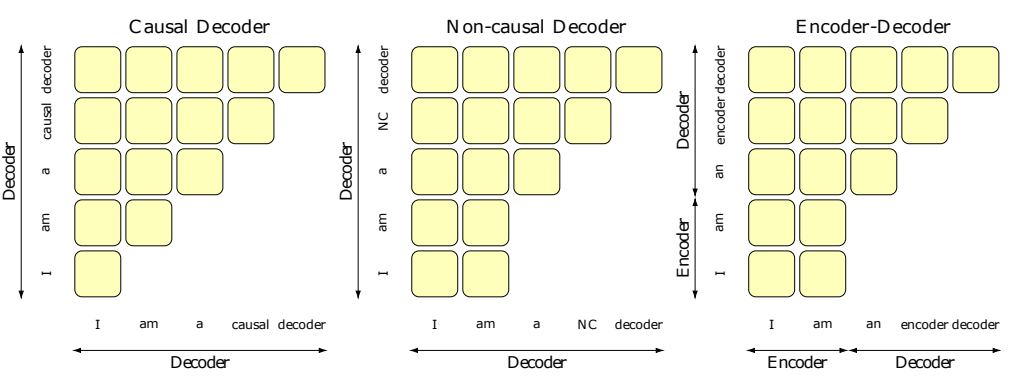 Causal Decoder
Non-causal Decoder
Encoder-Decoder
Decoder
decoder
causal
a
am
I
I am a causal decoder
Decoder
Decoder
decoder
NC
a
am
I
I am a NC decoder
Decoder
Decoder
Encoder
decoder
encoder
an
am
I
I am an encoder decoder
Encoder Decoder